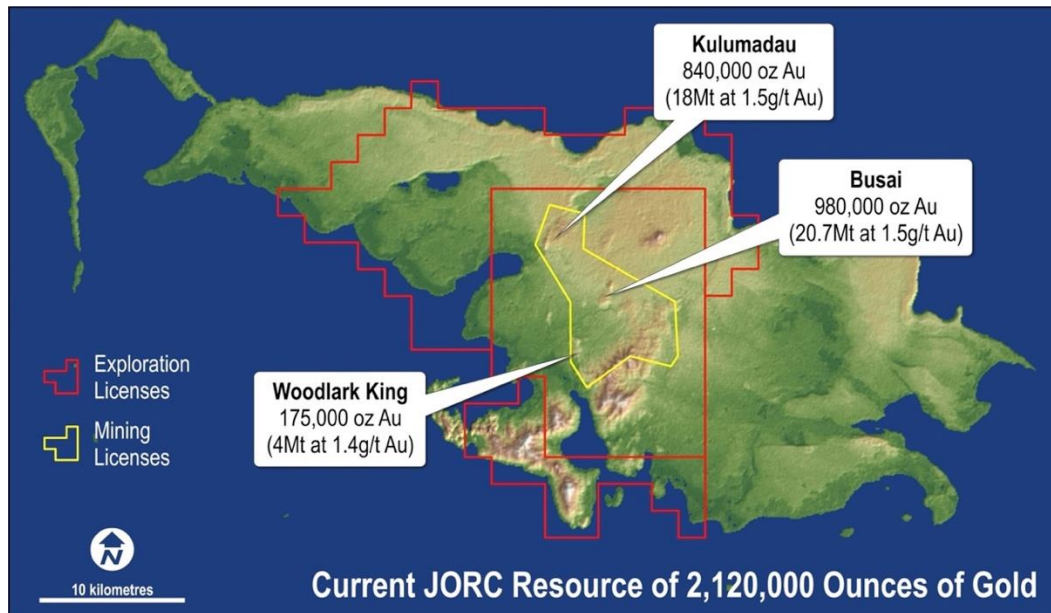 Kulumadau
840,000 oz Au
(18Mt at 1.5g/t Au)
Busai
980,000 oz Au
(20.7Mt at 1.5g/t Au)
Exploration
Licenses
Mining
Licenses
Woodlark King
175,000 oz Au
(4Mt at 1.4g/t Au)
N
10 kilometres
Current JORC Resource of 2,120,000 Ounces of Gold